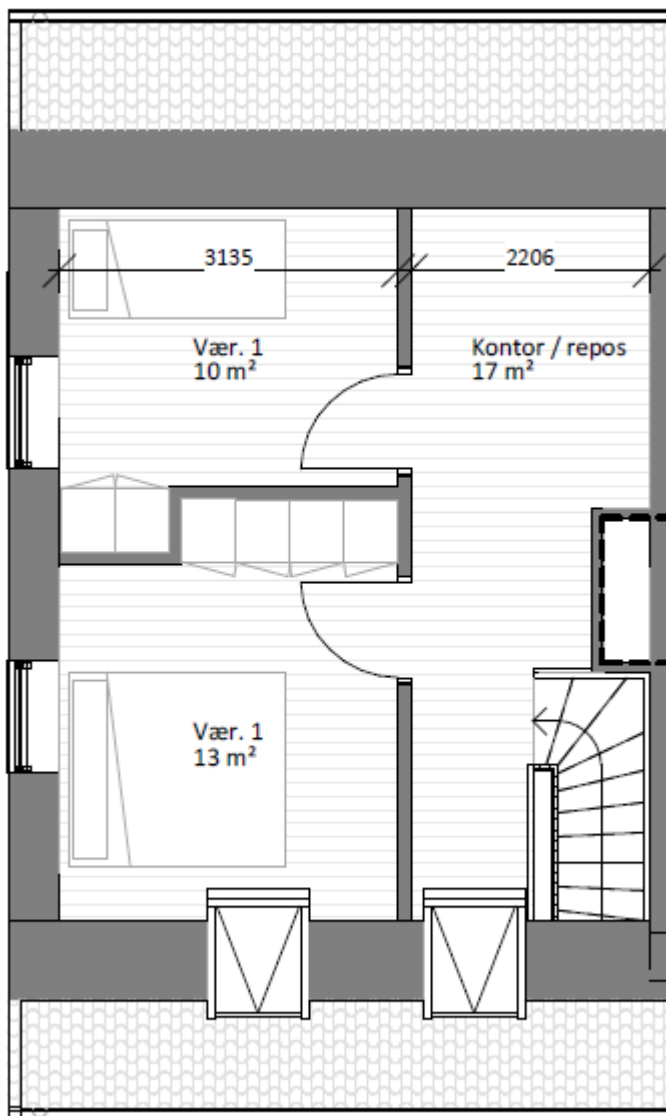 3135
2206
Vær. 1
10 m²
Kontor / repos
17 m²
Vær. 1
13 m²